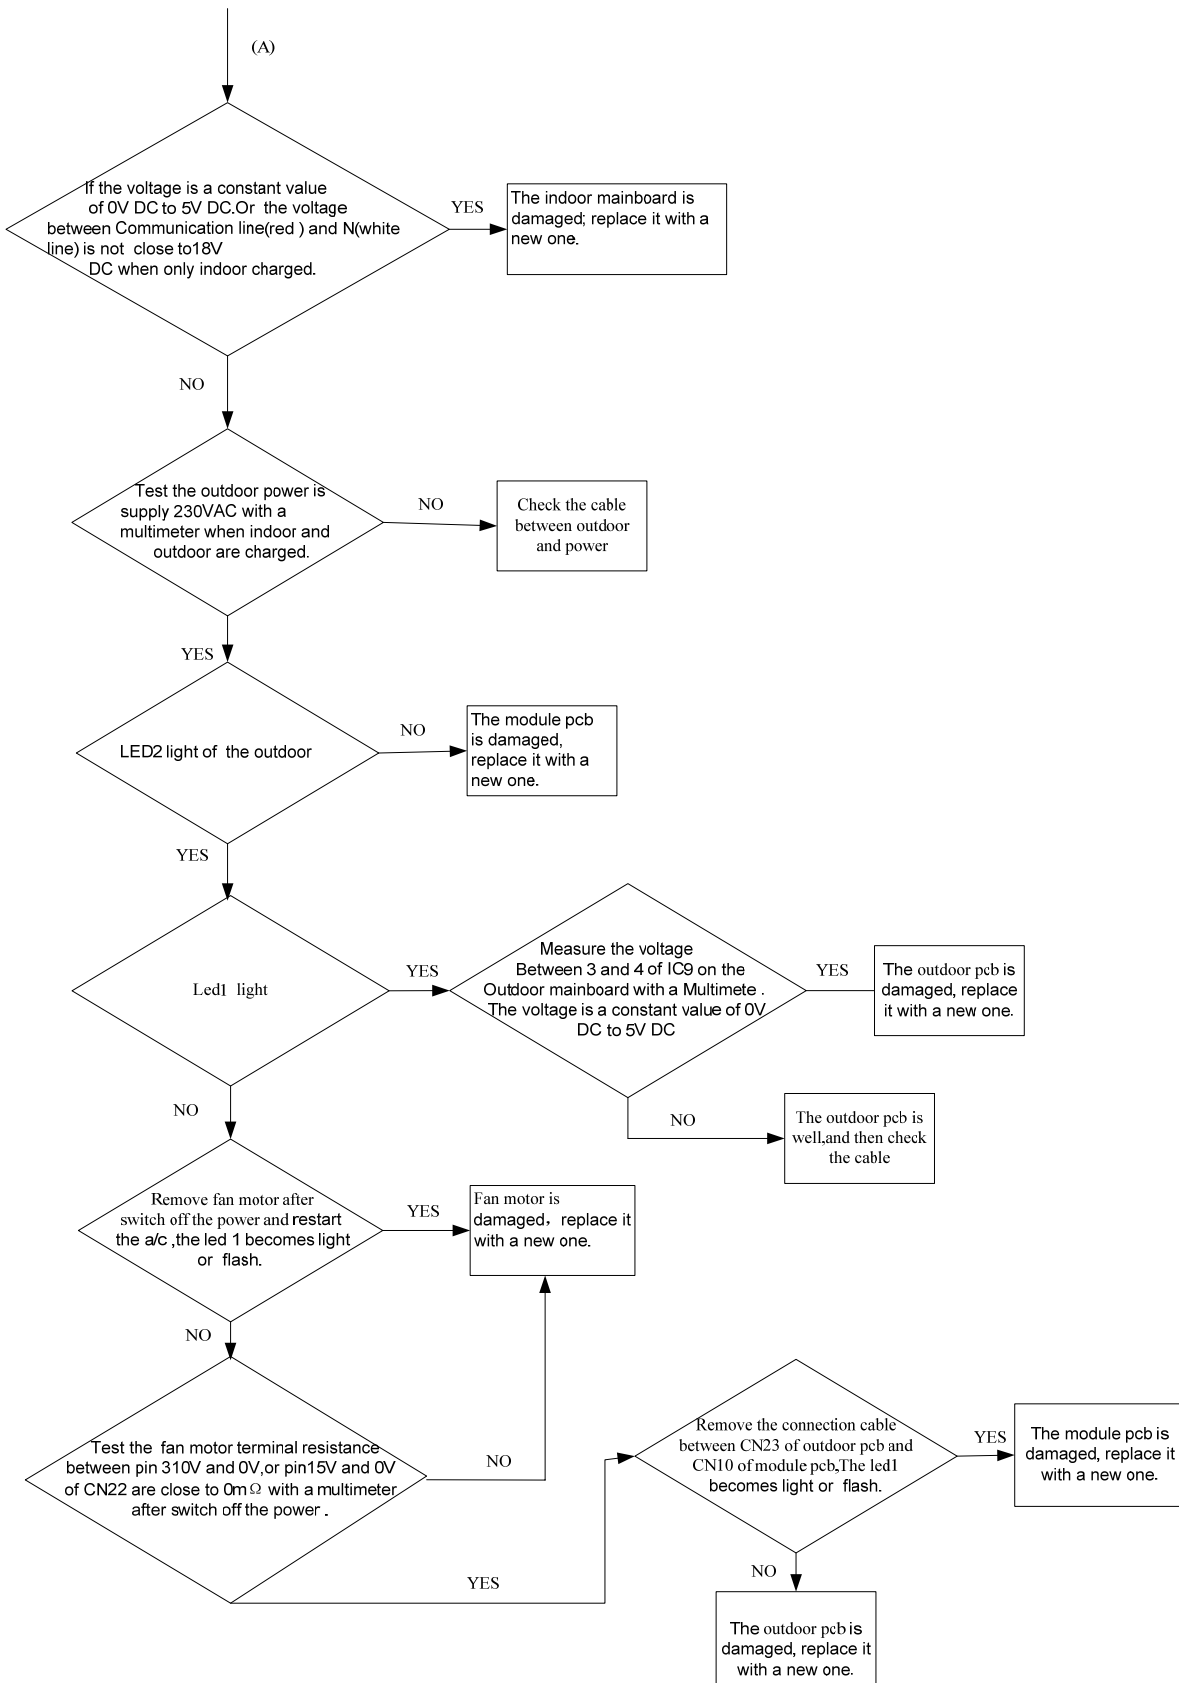 (A)
If the voltage is a constant value
of 0V DC to 5V DC.Or the voltage
between Communication line(red ) and N(white
line) is not close to18V
DC when only indoor charged.
YES
The indoor mainboard is
damaged; replace it with a
new one.
NO
Test the outdoor power is
supply 230VAC with a
multimeter when indoor and
outdoor are charged.
NO
Check the cable
between outdoor
and power
YES
LED2 light of the outdoor
NO
The module pcb
is damaged,
replace it with a
new one.
YES
Led1 light
YES
Measure the voltage
Between 3 and 4 of IC9 on the
Outdoor mainboard with a Multimete .
The voltage is a constant value of 0V
DC to 5V DC
YES
The outdoor pcb is
damaged, replace
it with a new one.
NO
The outdoor pcb is
well,and then check
the cable
NO
Remove fan motor after
switch off the power and restart
the a/c ,the led 1 becomes light
or flash.
YES
Fan motor is
damaged，replace it
with a new one.
NO
Test the fan motor terminal resistance
between pin 310V and 0V,or pin15V and 0V
of CN22 are close to 0mΩ with a multimeter
after switch off the power .
NO
YES
Remove the connection cable
between CN23 of outdoor pcb and
CN10 of module pcb,The led1
becomes light or flash.
YES
The module pcb is
damaged, replace it
with a new one.
NO
The outdoor pcb is
damaged, replace it
with a new one.